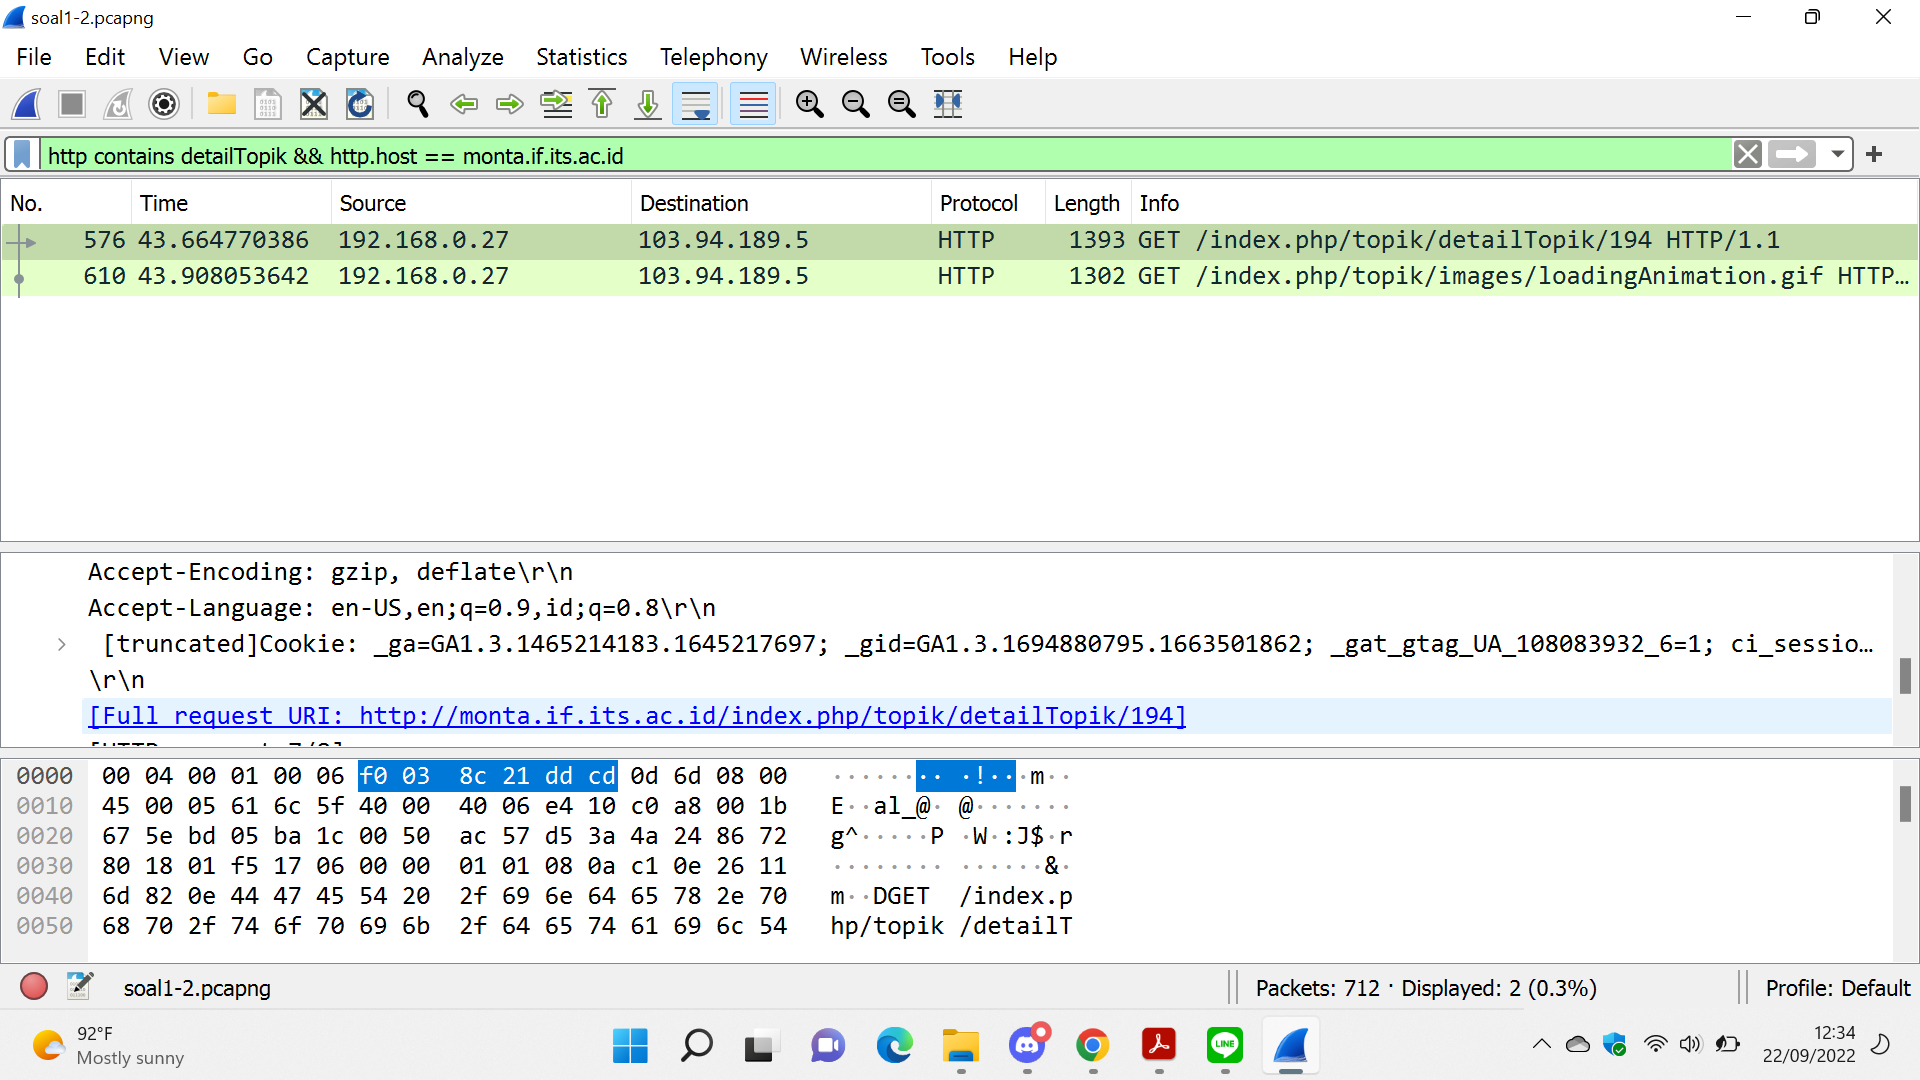 soal1-2.pcapng
File Edit View Go Capture Analyze Statistics Telephony Wireless Tools Help
http contains detailTopik && http.host == monta.if.its.ac.id
No. Time Source Destination Protocol Length Info
576 43.664770386 192.168.0.27 103.94.189.5 HTTP 1393 GET /index.php/topik/detailTopik/194 HTTP/1.1
610 43.908053642 192.168.0.27 103.94.189.5 HTTP 1302 GET /index.php/topik/images/loadingAnimation.gif HTTP…
Accept-Encoding: gzip, deflate\r\n
Accept-Language: en-US,en;q=0.9,id;q=0.8\r\n
[truncated]Cookie: _ga=GA1.3.1465214183.1645217697; _gid=GA1.3.1694880795.1663501862; _gat_gtag_UA_108083932_6=1; ci_sessio…
\r\n
[Full request URI: http://monta.if.its.ac.id/index.php/topik/detailTopik/194]
0000 00 04 00 01 00 06 f0 03 8c 21 dd cd 0d 6d 08 00 ········ ·!···m··
0010 45 00 05 61 6c 5f 40 00 40 06 e4 10 c0 a8 00 1b E··al_@· @·······
0020 67 5e bd 05 ba 1c 00 50 ac 57 d5 3a 4a 24 86 72 g^·····P ·W·:J$·r
0030 80 18 01 f5 17 06 00 00 01 01 08 0a c1 0e 26 11 ········ ······&·
0040 6d 82 0e 44 47 45 54 20 2f 69 6e 64 65 78 2e 70 m··DGET /index.p
0050 68 70 2f 74 6f 70 69 6b 2f 64 65 74 61 69 6c 54 hp/topik /detailT
soal1-2.pcapng Packets: 712 · Displayed: 2 (0.3%) Profile: Default
92°F
Mostly sunny
LINE
12:34
22/09/2022